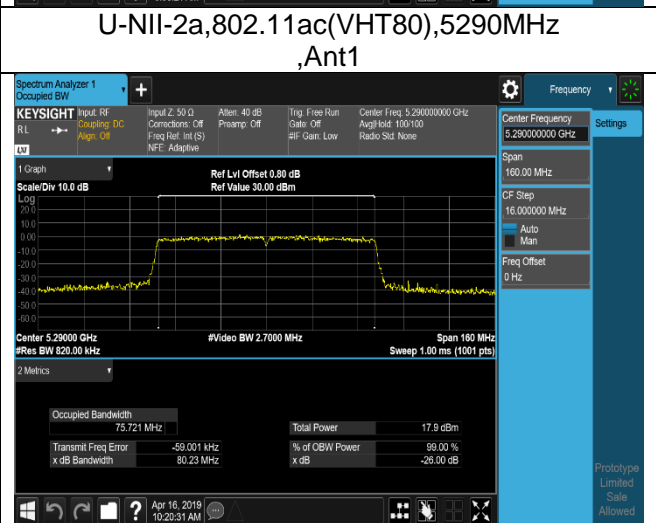 U-NII-2a,802.11ac(VHT80),5290MHz
,Ant1
Spectrum Analyzer 1
Occupied BW
+
Frequency
KEYSIGHT Input: RF Input Z: 50 Ω Atten: 40 dB Trig: Free Run Center Freq: 5.290000000 GHz
RL Coupling: DC Corrections: Off Preamp: Off Gate: Off Avg|Hold: 100/100
Align: Off Freq Ref: Int (S) #IF Gain: Low Radio Std: None
NFE: Adaptive
LXI
Center Frequency
5.290000000 GHz
Settings
Span
160.00 MHz
CF Step
16.000000 MHz
Auto
Man
Freq Offset
0 Hz
1 Graph
Ref Lvl Offset 0.80 dB
Scale/Div 10.0 dB Ref Value 30.00 dBm
Log
20.0
10.0
0.00
-10.0
-20.0
-30.0
-40.0
-50.0
-60.0
Center 5.29000 GHz #Video BW 2.7000 MHz Span 160 MHz
#Res BW 820.00 kHz Sweep 1.00 ms (1001 pts)
2 Metrics
Occupied Bandwidth
75.721 MHz Total Power 17.9 dBm
Transmit Freq Error -59.001 kHz % of OBW Power 99.00 %
x dB Bandwidth 80.23 MHz x dB -26.00 dB
Prototype
Limited
Sale
Allowed
? Apr 16, 2019
10:20:31 AM